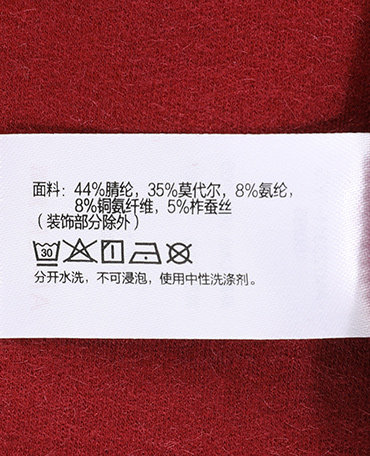 面料：44%腈纶，35%莫代尔，8%氨纶，
8%铜氨纤维，5%柞蚕丝
（装饰部分除外）
30
分开水洗，不可浸泡，使用中性洗涤剂。